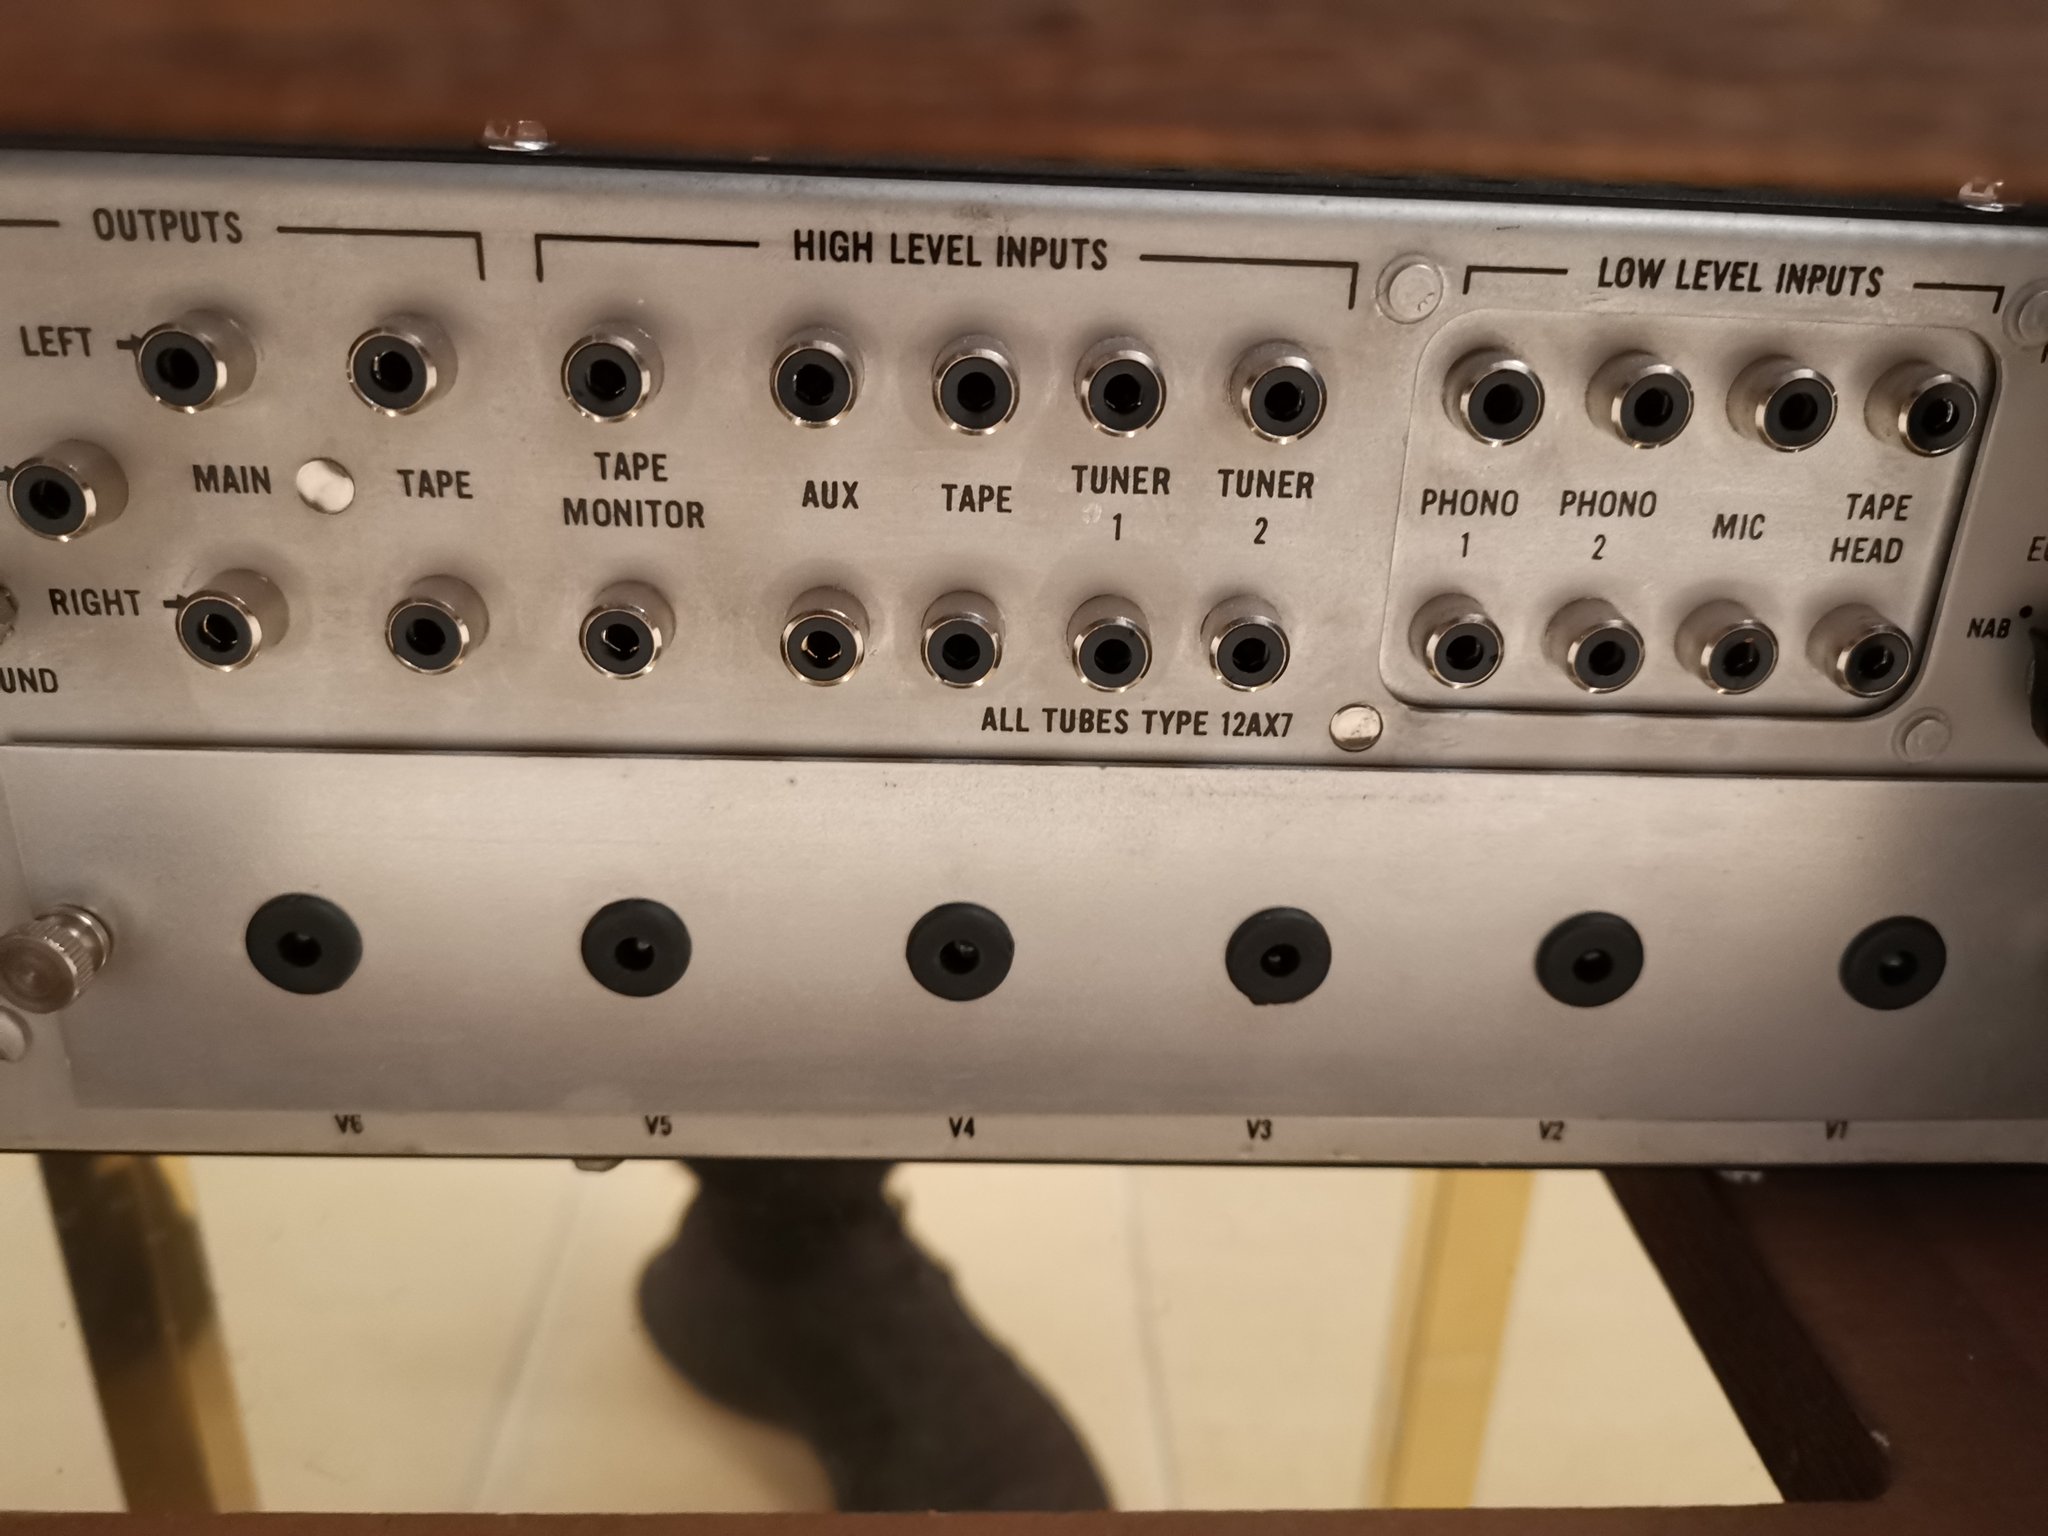 OUTPUTS
HIGH LEVEL INPUTS
LOW LEVEL INPUTS
LEFT
MAIN
TAPE
TAPE
MONITOR
AUX
TAPE
TUNER
1
TUNER
2
PHONO
1
PHONO
2
MIC
TAPE
HEAD
RIGHT
NAB
UND
ALL TUBES TYPE 12AX7
V6
V5
V4
V3
V2
V1